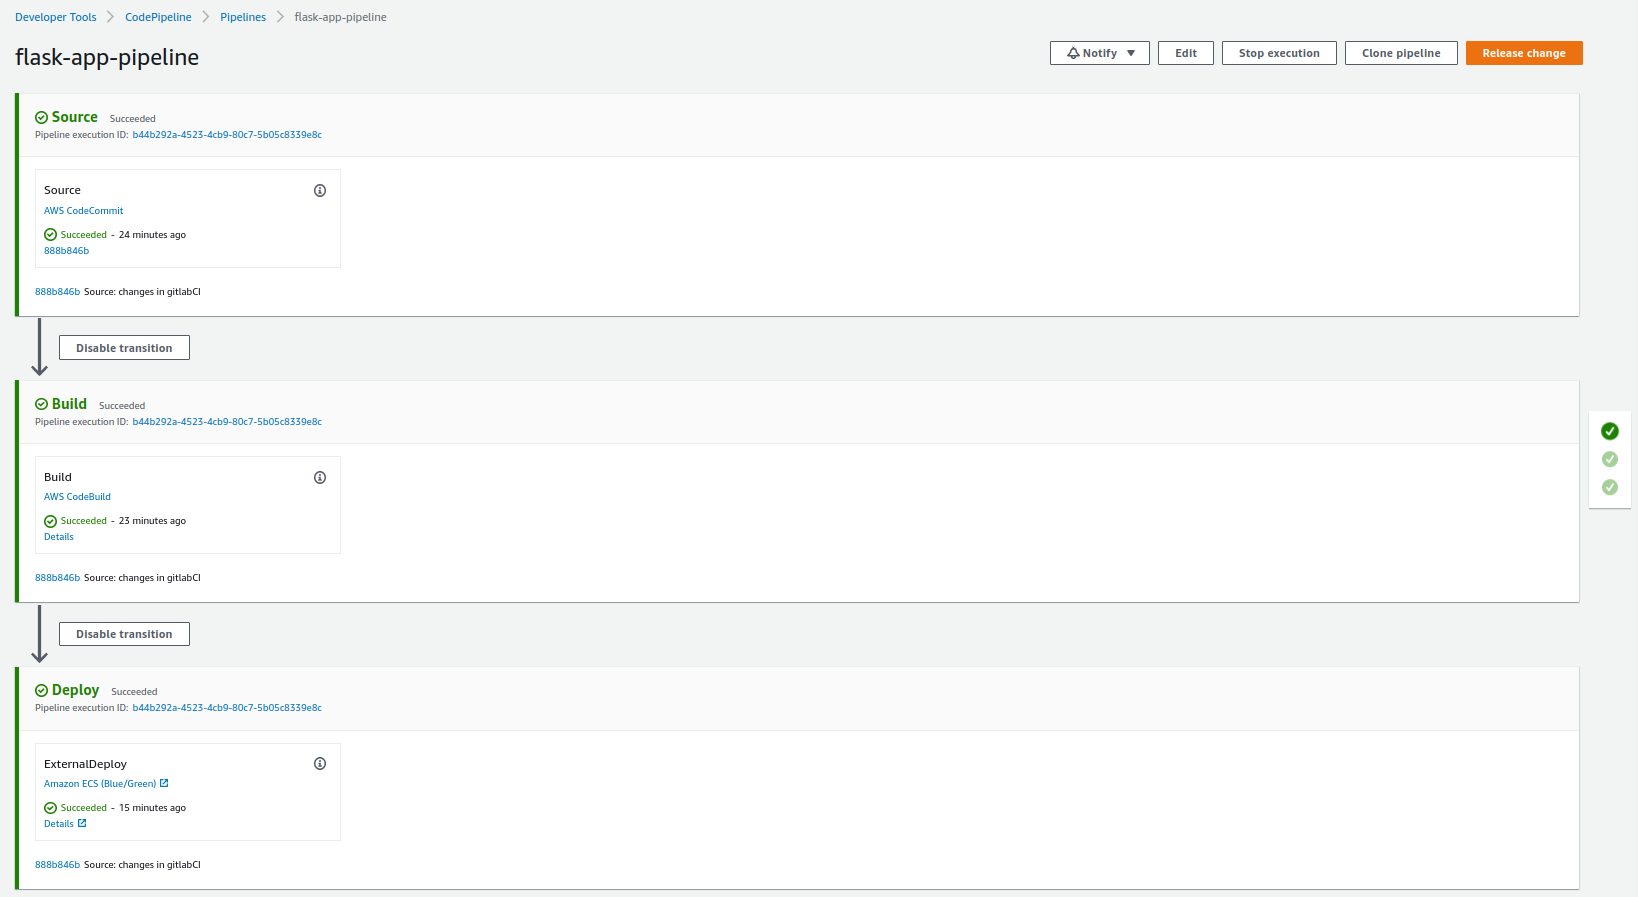 Developer Tools > CodePipeline > Pipelines > flask-app-pipeline
flask-app-pipeline
Notify Edit Stop execution Clone pipeline Release change
Source Succeeded
Pipeline execution ID: b44b292a-4523-4cb9-80c7-5b05c8339e8c
Source
AWS CodeCommit
Succeeded - 24 minutes ago
888b846b
888b846b Source: changes in gitlabCI
Disable transition
Build Succeeded
Pipeline execution ID: b44b292a-4523-4cb9-80c7-5b05c8339e8c
Build
AWS CodeBuild
Succeeded - 23 minutes ago
Details
888b846b Source: changes in gitlabCI
Disable transition
Deploy Succeeded
Pipeline execution ID: b44b292a-4523-4cb9-80c7-5b05c8339e8c
ExternalDeploy
Amazon ECS (Blue/Green)
Succeeded - 15 minutes ago
Details
888b846b Source: changes in gitlabCI